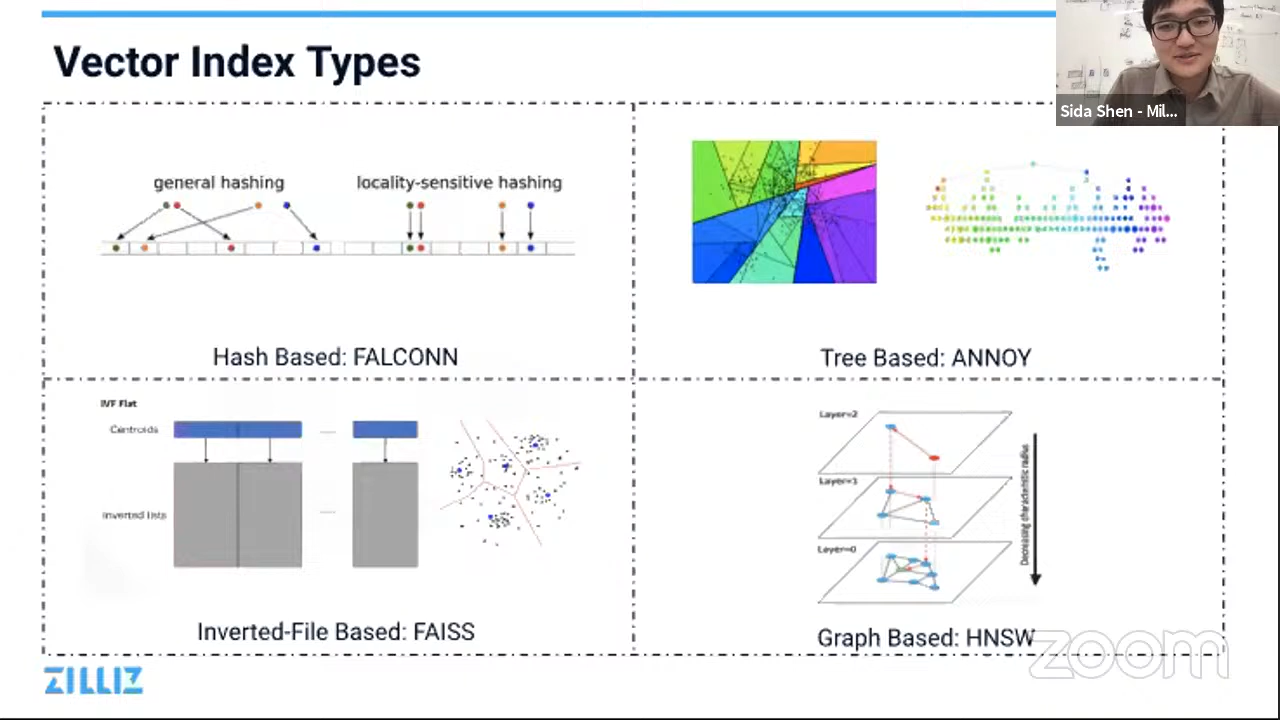 Vector Index Types
Sida Shen - Mil...
general hashing
locality-sensitive hashing
Hash Based: FALCONN
Tree Based: ANNOY
IVF Flat
Centroids
Inverted lists
Inverted-File Based: FAISS
Layer=2
Layer=1
Layer=0
Decreasing characteristic radius
Graph Based: HNSW
ZILLIZ
zoom